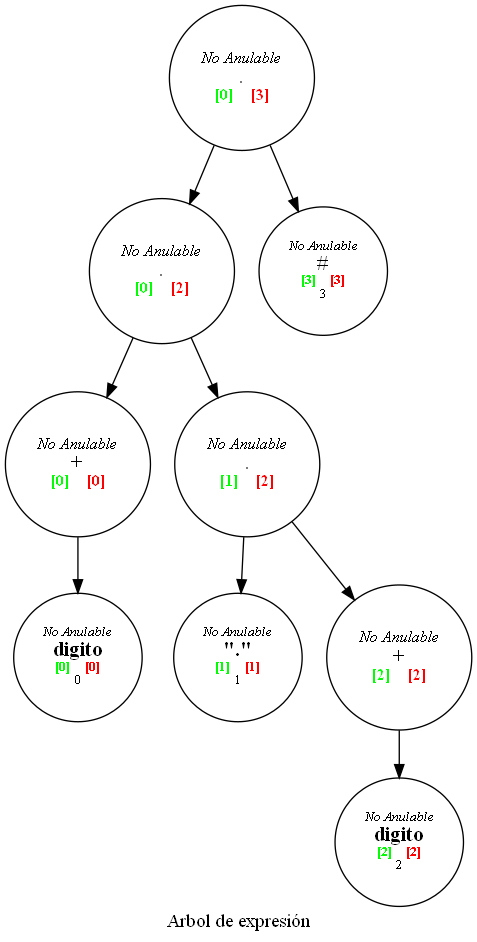 No Anulable
.
[0] [3]
No Anulable
.
[0] [2]
No Anulable
#
[3] [3]
3
No Anulable
+
[0] [0]
No Anulable
.
[1] [2]
No Anulable
digito
[0] [0]
0
No Anulable
"."
[1] [1]
1
No Anulable
+
[2] [2]
No Anulable
digito
[2] [2]
2
Arbol de expresión